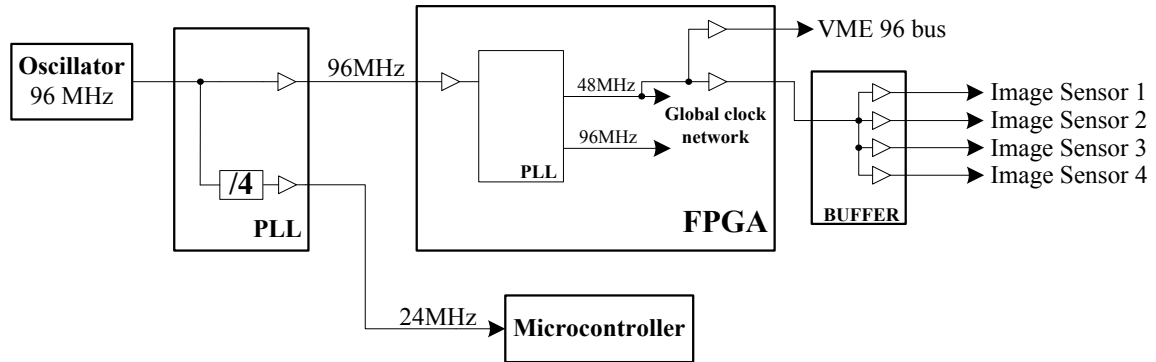 Oscillator
96 MHz
/4
PLL
96MHz
24MHz
Microcontroller
PLL
48MHz
96MHz
Global clock
network
FPGA
VME 96 bus
BUFFER
Image Sensor 1
Image Sensor 2
Image Sensor 3
Image Sensor 4